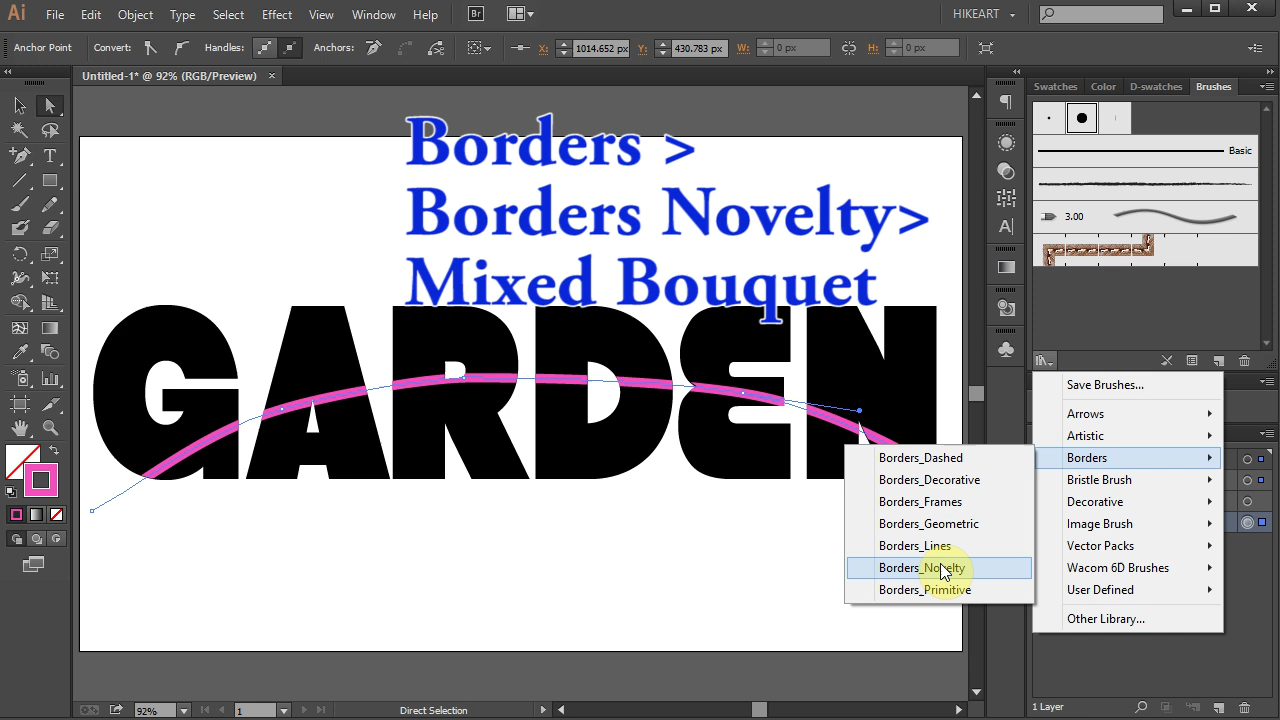 Ai File Edit Object Type Select Effect View Window Help Br HIKEART
Anchor Point Convert: Handles: Anchors: X: 1014.652 px Y: 430.783 px W: 0 px H: 0 px
Untitled-1* @ 92% (RGB/Preview) ×
Swatches Color D-swatches Brushes
Basic
3.00
Borders >
Borders Novelty>
Mixed Bouquet
GARDEN
Save Brushes...
Arrows
Artistic
Borders
Bristle Brush
Decorative
Image Brush
Vector Packs
Wacom 6D Brushes
User Defined
Other Library...
Borders_Dashed
Borders_Decorative
Borders_Frames
Borders_Geometric
Borders_Lines
Borders_Novelty
Borders_Primitive
92% 1 Direct Selection
1 Layer